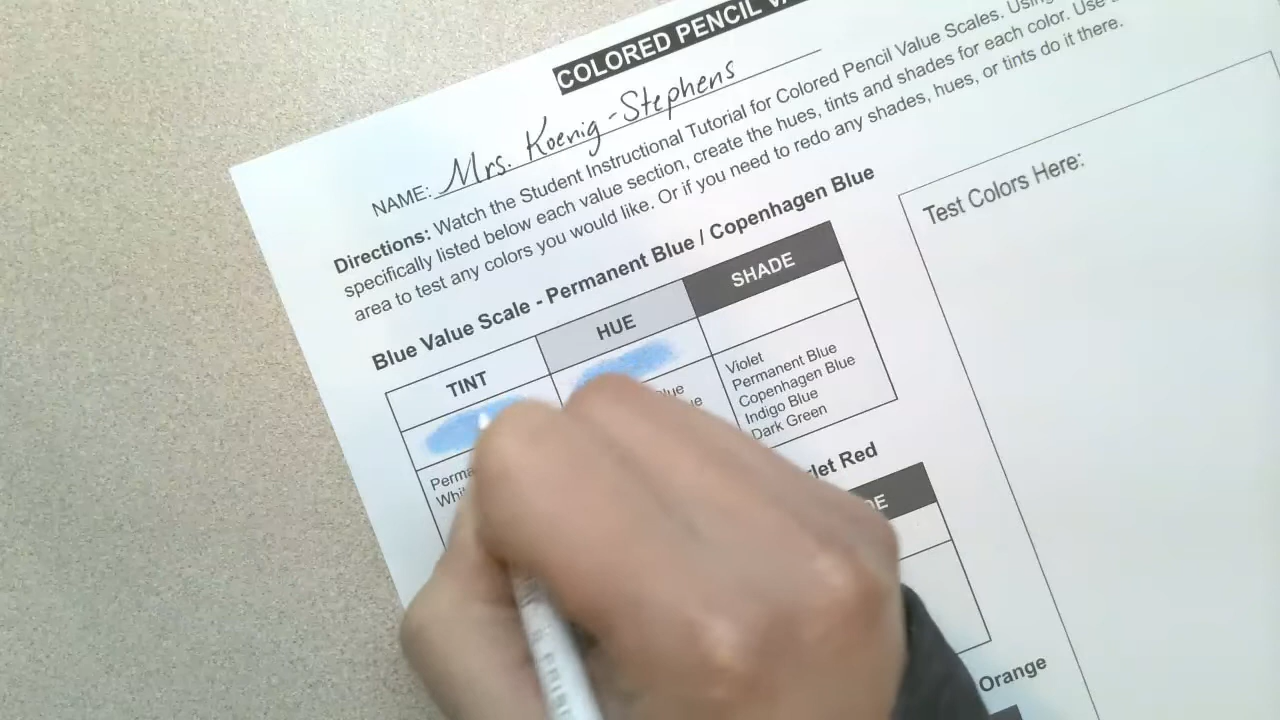 COLORED PENCIL
NAME: Mrs. Koenig-Stephens
Directions: Watch the Student Instructional Tutorial for Colored Pencil Value Scales. Using
specifically listed below each value section, create the hues, tints and shades for each color. Use
area to test any colors you would like. Or if you need to redo any shades, hues, or tints do it there.
Test Colors Here:
Blue Value Scale - Permanent Blue / Copenhagen Blue
TINT HUE SHADE
Violet
Permanent Blue
Copenhagen Blue
Indigo Blue
Dark Green
Red
Orange